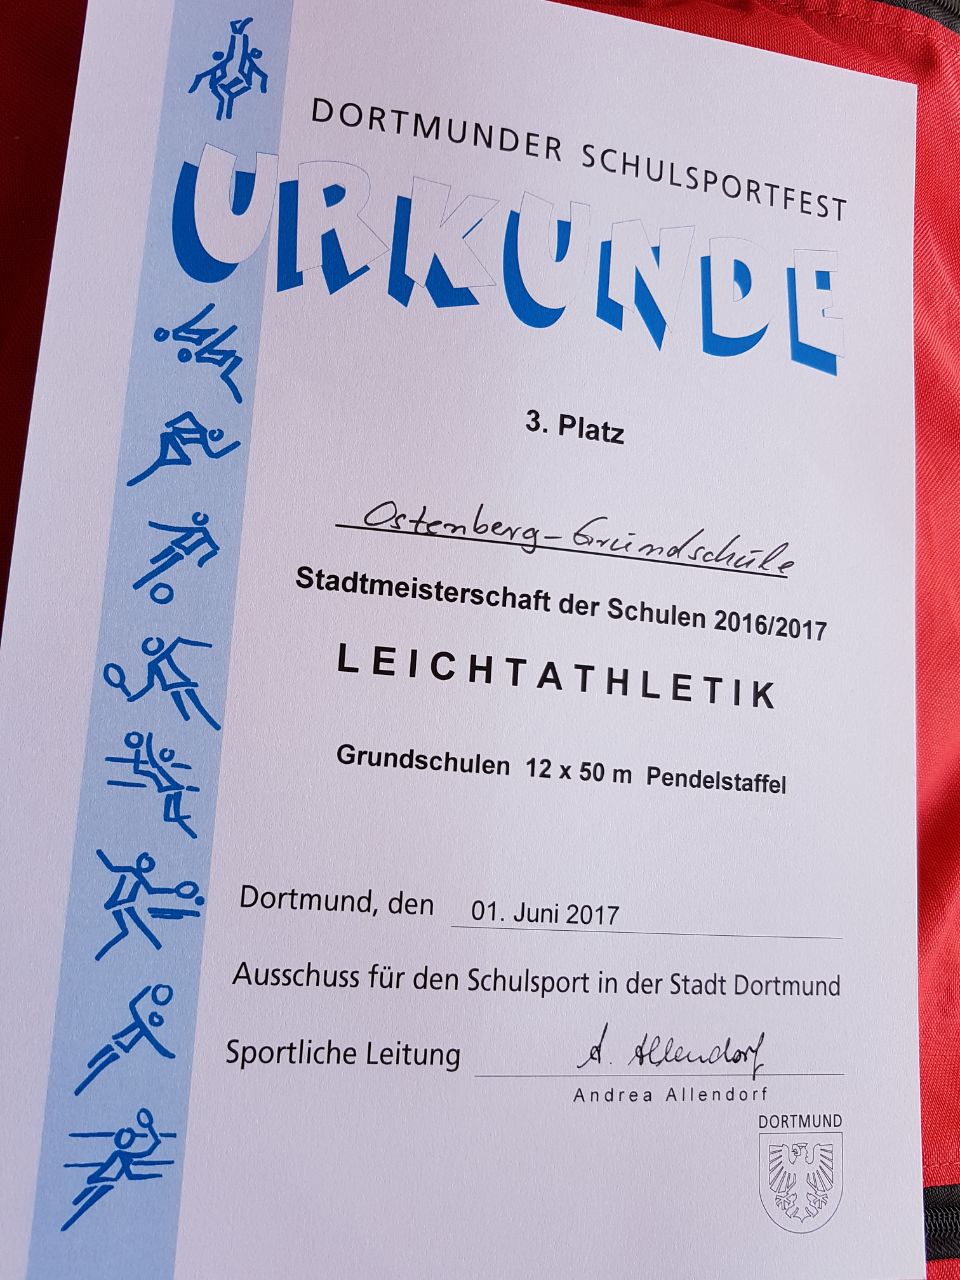 DORTMUNDER SCHULSPORTFEST
URKUNDE
3. Platz
Ostenberg-Grundschule
Stadtmeisterschaft der Schulen 2016/2017
LEICHTATHLETIK
Grundschulen 12 x 50 m Pendelstaffel
Dortmund, den 01. Juni 2017
Ausschuss für den Schulsport in der Stadt Dortmund
Sportliche Leitung A. Allendorf
Andrea Allendorf
DORTMUND